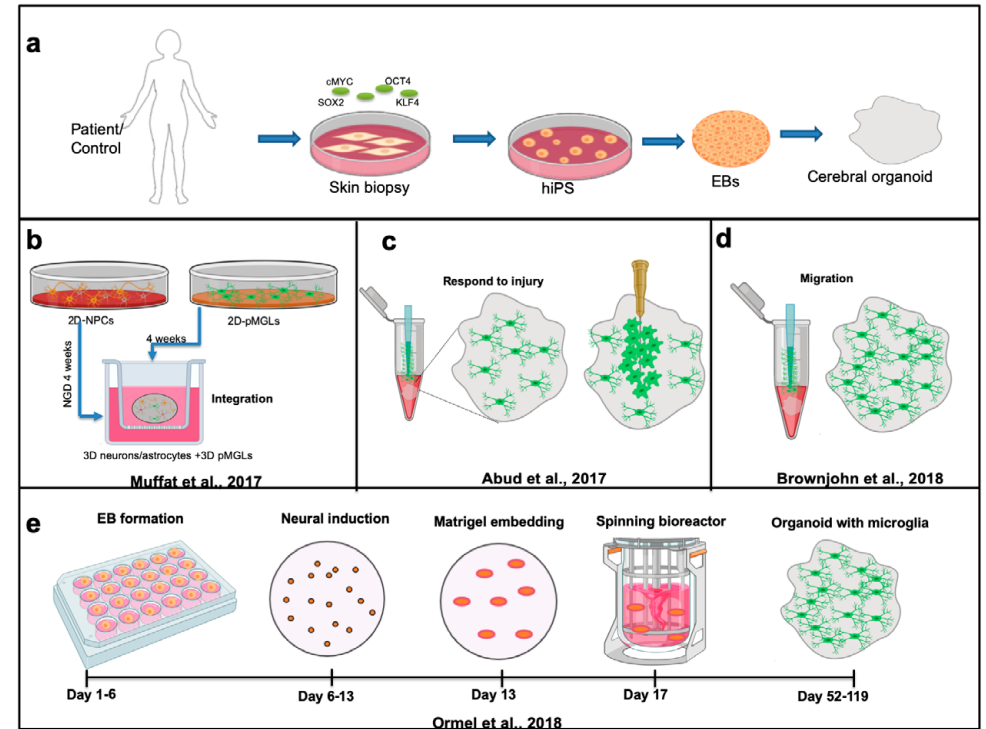 a
cMYC
OCT4
SOX2
KLF4
Patient/
Control
Skin biopsy
hiPS
EBs
Cerebral organoid
b
2D-NPCs
2D-pMGLs
4 weeks
NGD 4 weeks
Integration
3D neurons/astrocytes +3D pMGLs
Muffat et al., 2017
c
Respond to injury
Abud et al., 2017
d
Migration
Brownjohn et al., 2018
e
EB formation
Neural induction
Matrigel embedding
Spinning bioreactor
Organoid with microglia
Day 1-6
Day 6-13
Day 13
Day 17
Day 52-119
Ormel et al., 2018